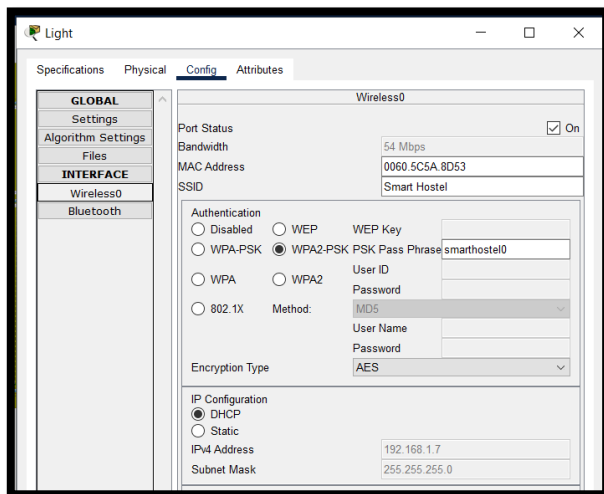 Light
Specifications Physical Config Attributes
GLOBAL
Settings
Algorithm Settings
Files
INTERFACE
Wireless0
Bluetooth
Wireless0
Port Status On
Bandwidth 54 Mbps
MAC Address 0060.5C5A.8D53
SSID Smart Hostel
Authentication
Disabled WEP WEP Key
WPA-PSK WPA2-PSK PSK Pass Phrase smarthostel0
User ID
WPA WPA2
Password
802.1X Method: MD5
User Name
Password
Encryption Type AES
IP Configuration
DHCP
Static
IPv4 Address 192.168.1.7
Subnet Mask 255.255.255.0